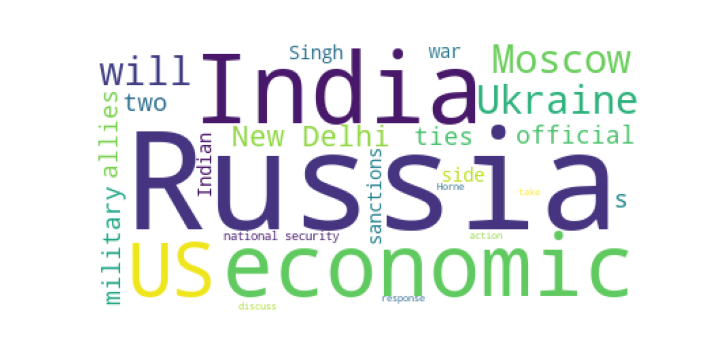 Singh
war
Moscow
will
India
two
Ukraine
allies
New Delhi
ties
official
Russia
Indian
sanctions
side
Horne
take
s
military
national security
action
US
economic
response
discuss